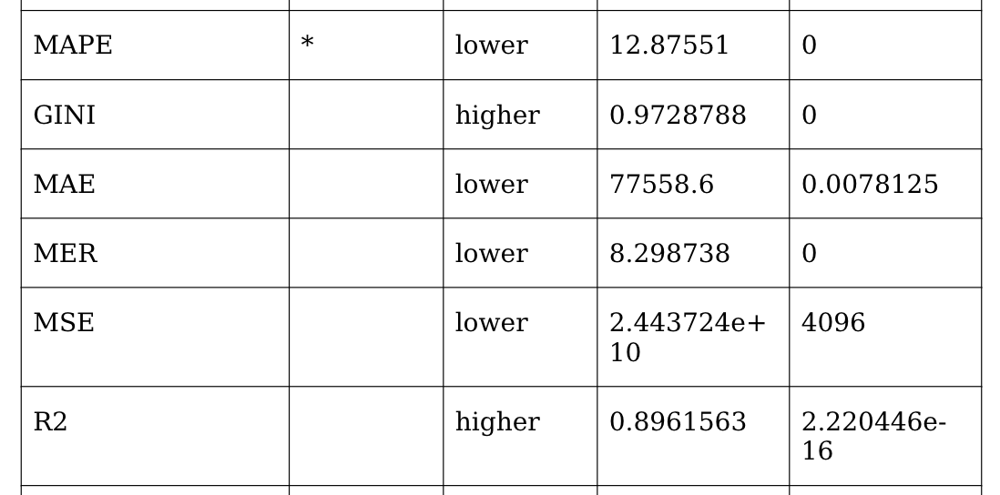 MAPE * lower 12.87551 0
GINI higher 0.9728788 0
MAE lower 77558.6 0.0078125
MER lower 8.298738 0
MSE lower 2.443724e+ 4096
10
R2 higher 0.8961563 2.220446e-
16